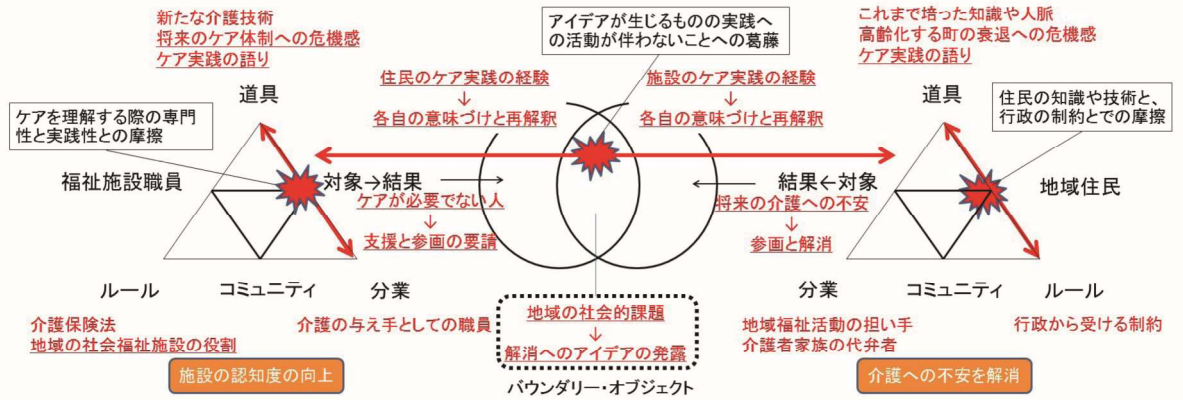 新たな介護技術
将来のケア体制への危機感
ケア実践の語り
道具
ケアを理解する際の専門
性と実践性との摩擦
福祉施設職員
対象→結果
ケアが必要でない人
↓
支援と参画の要請
ルール
コミュニティ
分業
介護保険法
地域の社会福祉施設の役割
介護の与え手としての職員
施設の認知度の向上
アイデアが生じるものの実践へ
の活動が伴わないことへの葛藤
住民のケア実践の経験
↓
各自の意味づけと再解釈
施設のケア実践の経験
↓
各自の意味づけと再解釈
地域の社会的課題
↓
解消へのアイデアの発露
バウンダリー・オブジェクト
これまで培った知識や人脈
高齢化する町の衰退への危機感
ケア実践の語り
道具
住民の知識や技術と、
行政の制約とでの摩擦
結果←対象
地域住民
将来の介護への不安
↓
参画と解消
分業
コミュニティ
ルール
地域福祉活動の担い手
介護者家族の代弁者
行政から受ける制約
介護への不安を解消